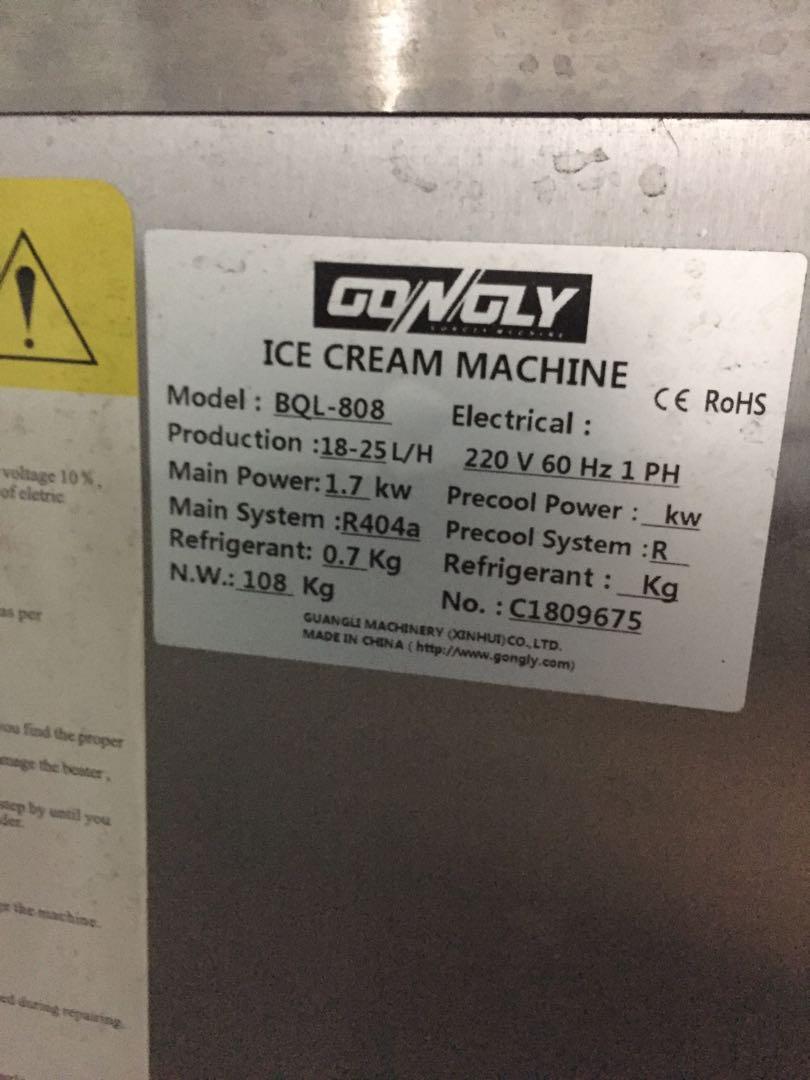 GONGLY
ICE CREAM MACHINE
CE RoHS
Model : BQL-808
Electrical :
Production :18-25 L/H
220 V 60 Hz 1 PH
Main Power: 1.7 kw
Precool Power : kw
Main System :R404a
Precool System :R
Refrigerant: 0.7 Kg
Refrigerant : Kg
N.W.: 108 Kg
No. : C1809675
GUANGLI MACHINERY (XINHUI)CO.,LTD.
MADE IN CHINA ( http://www.gongly.com)
!
voltage 10%,
of eletric
as per
you find the proper
the beater,
step by until you
the machine.
during repairing.